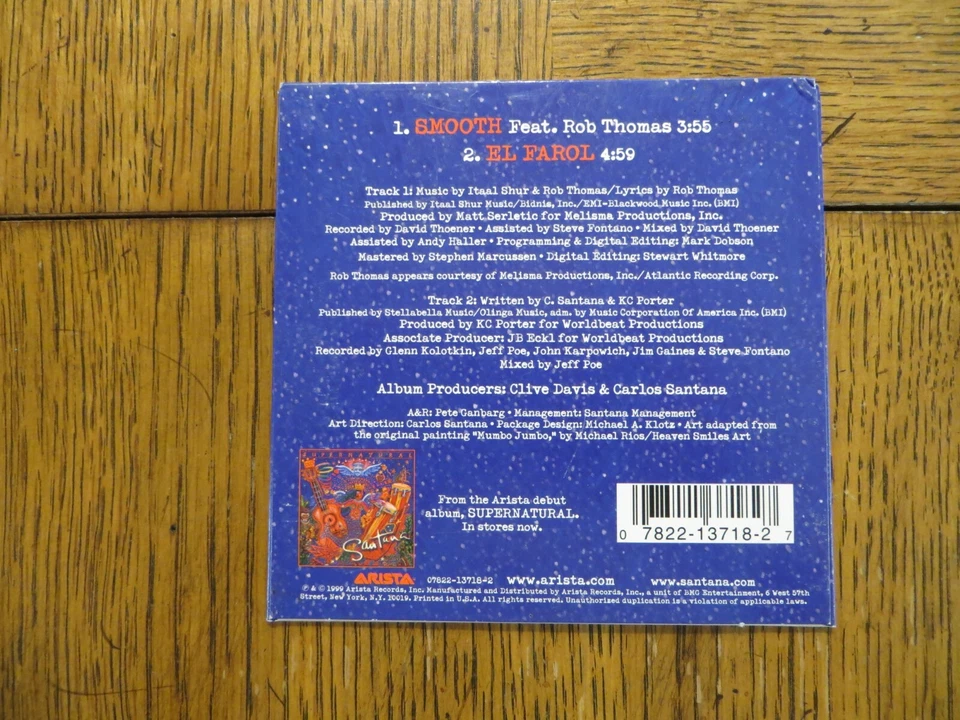 1. SMOOTH Feat. Rob Thomas 3:55
2. EL FAROL 4:59
Track 1: Music by Itaal Shur & Rob Thomas/Lyrics by Rob Thomas
Published by Itaal Shur Music/Bidnis, Inc./EMI-Blackwood Music Inc. (BMI)
Produced by Matt Serletic for Melisma Productions, Inc.
Recorded by David Thoener • Assisted by Steve Fontano • Mixed by David Thoener
Assisted by Andy Haller • Programming & Digital Editing: Mark Dobson
Mastered by Stephen Marcussen • Digital Editing: Stewart Whitmore
Rob Thomas appears courtesy of Melisma Productions, Inc./Atlantic Recording Corp.
Track 2: Written by C. Santana & KC Porter
Published by Stellabella Music/Olinga Music, adm. by Music Corporation Of America Inc. (BMI)
Produced by KC Porter for Worldbeat Productions
Associate Producer: JB Eckl for Worldbeat Productions
Recorded by Glenn Kolotkin, Jeff Poe, John Karpowich, Jim Gaines & Steve Fontano
Mixed by Jeff Poe
Album Producers: Clive Davis & Carlos Santana
A&R: Pete Ganbarg • Management: Santana Management
Art Direction: Carlos Santana • Package Design: Michael A. Klotz • Art adapted from
the original painting "Mumbo Jumbo," by Michael Rios/Heaven Smiles Art
SUPERNATURAL
Santana
From the Arista debut
album, SUPERNATURAL.
In stores now.
0 7822-13718-2 7
ARISTA 07822-13718-2 www.arista.com www.santana.com
℗ & © 1999 Arista Records, Inc. Manufactured and Distributed by Arista Records, Inc., a unit of BMG Entertainment, 6 West 57th
Street, New York, N.Y. 10019. Printed in U.S.A. All rights reserved. Unauthorized duplication is a violation of applicable laws.